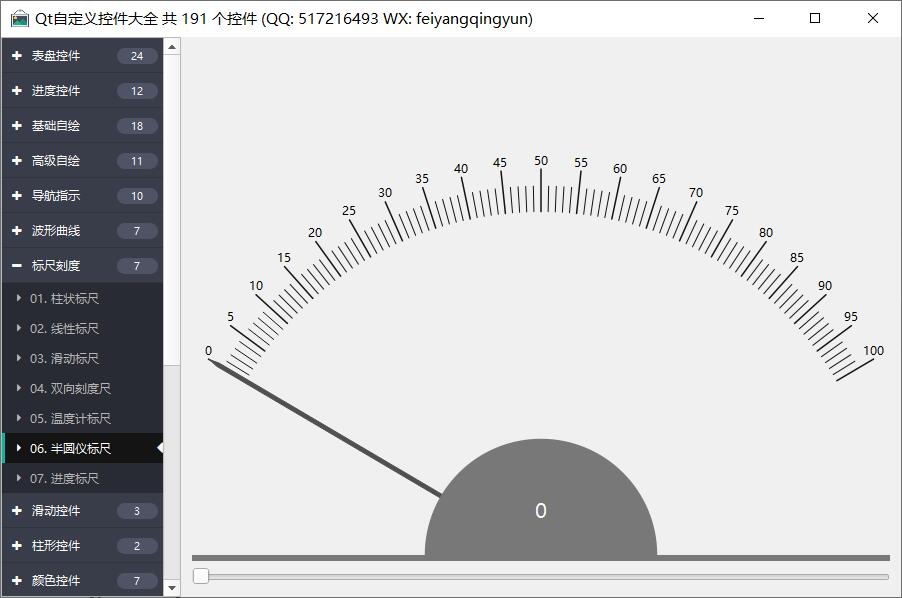 Qt自定义控件大全 共 191 个控件 (QQ: 517216493 WX: feiyangqingyun)
表盘控件 24
进度控件 12
基础自绘 18
高级自绘 11
导航指示 10
波形曲线 7
标尺刻度 7
01. 柱状标尺
02. 线性标尺
03. 滑动标尺
04. 双向刻度尺
05. 温度计标尺
06. 半圆仪标尺
07. 进度标尺
滑动控件 3
柱形控件 2
颜色控件 7
0
5
10
15
20
25
30
35
40
45
50
55
60
65
70
75
80
85
90
95
100
0